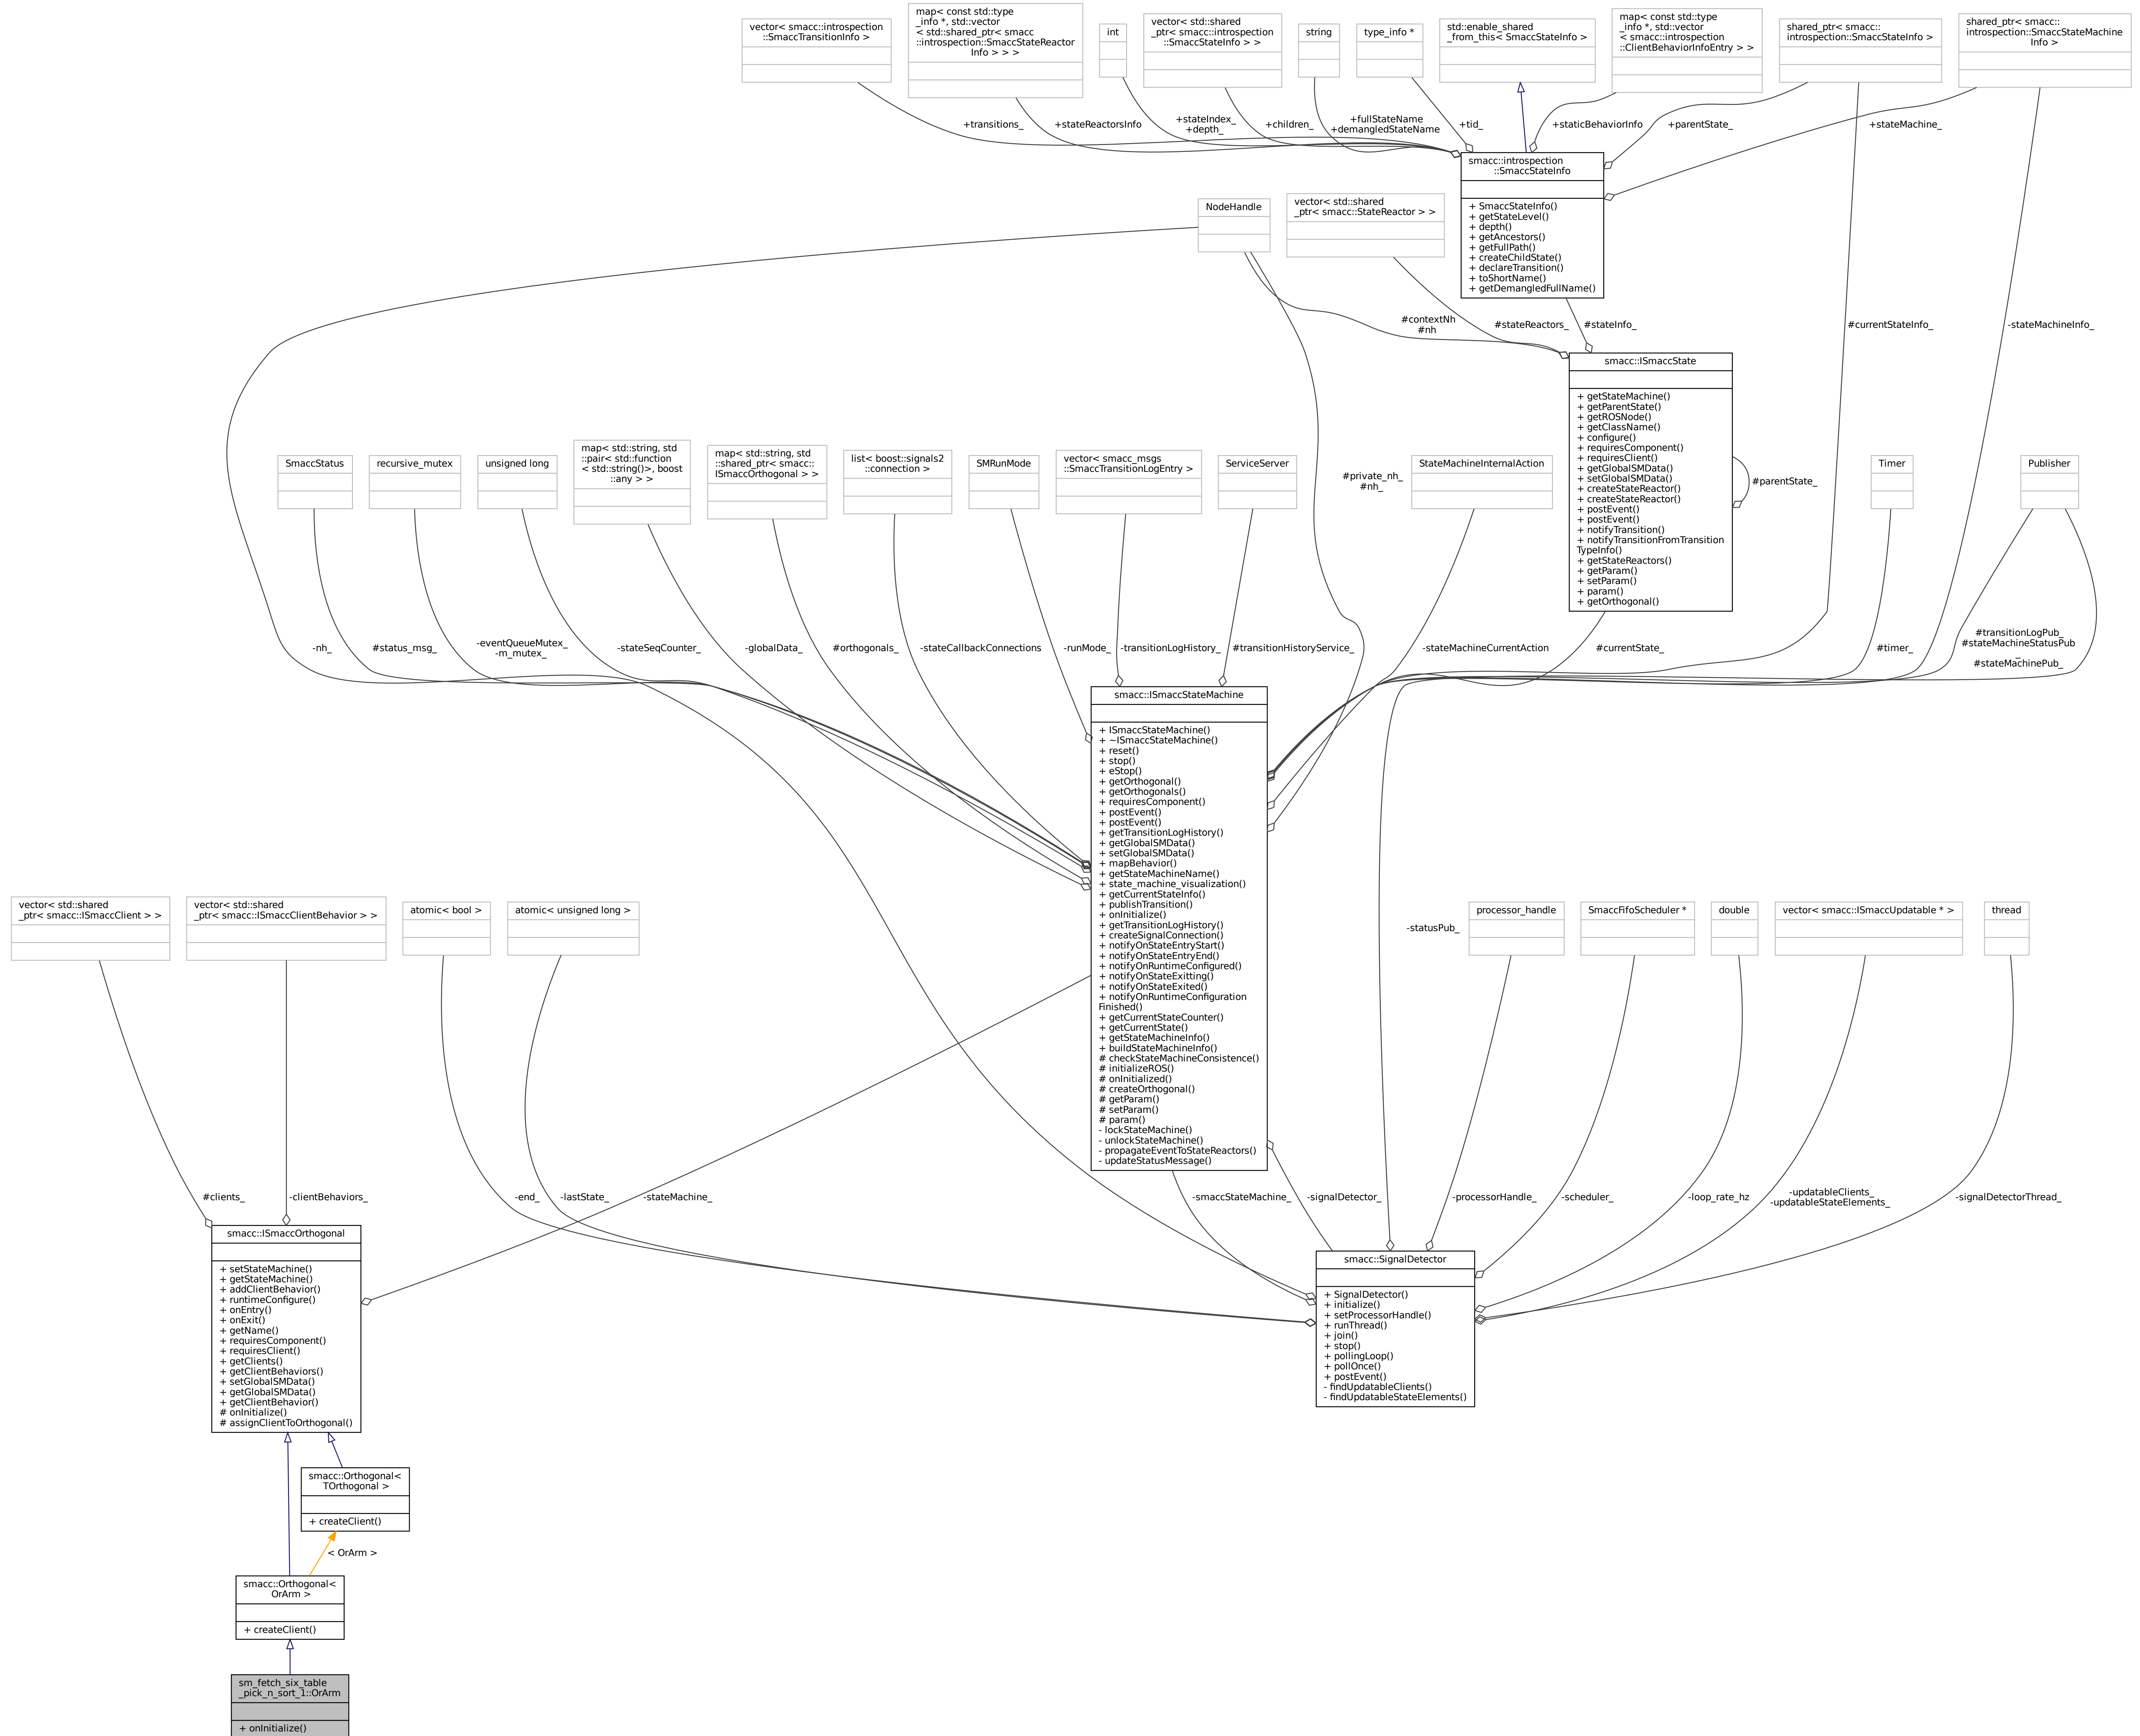 vector< smacc::introspection
::SmaccTransitionInfo >
map< const std::type
_info *, std::vector
< std::shared_ptr< smacc
::introspection::SmaccStateReactor
Info > > >
int
vector< std::shared
_ptr< smacc::introspection
::SmaccStateInfo > >
string
type_info *
std::enable_shared
_from_this< SmaccStateInfo >
map< const std::type
_info *, std::vector
< smacc::introspection
::ClientBehaviorInfoEntry > >
shared_ptr< smacc::
introspection::SmaccStateInfo >
shared_ptr< smacc::
introspection::SmaccStateMachine
Info >
+transitions_
+stateReactorsInfo
+stateIndex_
+depth_
+children_
+fullStateName
+demangledStateName
+tid_
+staticBehaviorInfo
+parentState_
+stateMachine_
smacc::introspection
::SmaccStateInfo
+ SmaccStateInfo()
+ getStateLevel()
+ depth()
+ getAncestors()
+ getFullPath()
+ createChildState()
+ declareTransition()
+ toShortName()
+ getDemangledFullName()
NodeHandle
vector< std::shared
_ptr< smacc::StateReactor > >
#contextNh
#nh
#stateReactors_
#stateInfo_
#currentStateInfo_
-stateMachineInfo_
smacc::ISmaccState
+ getStateMachine()
+ getParentState()
+ getROSNode()
+ getClassName()
+ configure()
+ requiresComponent()
+ requiresClient()
+ getGlobalSMData()
+ setGlobalSMData()
+ createStateReactor()
+ createStateReactor()
+ postEvent()
+ postEvent()
+ notifyTransition()
+ notifyTransitionFromTransition
TypeInfo()
+ getStateReactors()
+ getParam()
+ setParam()
+ param()
+ getOrthogonal()
#parentState_
SmaccStatus
recursive_mutex
unsigned long
map< std::string, std
::pair< std::function
< std::string()>, boost
::any > >
map< std::string, std
::shared_ptr< smacc::
ISmaccOrthogonal > >
list< boost::signals2
::connection >
SMRunMode
vector< smacc_msgs
::SmaccTransitionLogEntry >
ServiceServer
#private_nh_
#nh_
StateMachineInternalAction
Timer
Publisher
-nh_
#status_msg_
-eventQueueMutex_
-m_mutex_
-stateSeqCounter_
-globalData_
#orthogonals_
-stateCallbackConnections
-runMode_
-transitionLogHistory_
#transitionHistoryService_
-stateMachineCurrentAction
#currentState_
#timer_
#transitionLogPub_
#stateMachineStatusPub
_
#stateMachinePub_
smacc::ISmaccStateMachine
+ ISmaccStateMachine()
+ ~ISmaccStateMachine()
+ reset()
+ stop()
+ eStop()
+ getOrthogonal()
+ getOrthogonals()
+ requiresComponent()
+ postEvent()
+ postEvent()
+ getTransitionLogHistory()
+ getGlobalSMData()
+ setGlobalSMData()
+ mapBehavior()
+ getStateMachineName()
+ state_machine_visualization()
+ getCurrentStateInfo()
+ publishTransition()
+ onInitialize()
+ getTransitionLogHistory()
+ createSignalConnection()
+ notifyOnStateEntryStart()
+ notifyOnStateEntryEnd()
+ notifyOnRuntimeConfigured()
+ notifyOnStateExitting()
+ notifyOnStateExited()
+ notifyOnRuntimeConfiguration
Finished()
+ getCurrentStateCounter()
+ getCurrentState()
+ getStateMachineInfo()
+ buildStateMachineInfo()
# checkStateMachineConsistence()
# initializeROS()
# onInitialized()
# createOrthogonal()
# getParam()
# setParam()
# param()
- lockStateMachine()
- unlockStateMachine()
- propagateEventToStateReactors()
- updateStatusMessage()
vector< std::shared
_ptr< smacc::ISmaccClient > >
vector< std::shared
_ptr< smacc::ISmaccClientBehavior > >
atomic< bool >
atomic< unsigned long >
-statusPub_
processor_handle
SmaccFifoScheduler *
double
vector< smacc::ISmaccUpdatable * >
thread
#clients_
-clientBehaviors_
-end_
-lastState_
-stateMachine_
-smaccStateMachine_
-signalDetector_
-processorHandle_
-scheduler_
-loop_rate_hz
-updatableClients_
-updatableStateElements_
-signalDetectorThread_
smacc::ISmaccOrthogonal
+ setStateMachine()
+ getStateMachine()
+ addClientBehavior()
+ runtimeConfigure()
+ onEntry()
+ onExit()
+ getName()
+ requiresComponent()
+ requiresClient()
+ getClients()
+ getClientBehaviors()
+ setGlobalSMData()
+ getGlobalSMData()
+ getClientBehavior()
# onInitialize()
# assignClientToOrthogonal()
smacc::SignalDetector
+ SignalDetector()
+ initialize()
+ setProcessorHandle()
+ runThread()
+ join()
+ stop()
+ pollingLoop()
+ pollOnce()
+ postEvent()
- findUpdatableClients()
- findUpdatableStateElements()
smacc::Orthogonal<
TOrthogonal >
+ createClient()
< OrArm >
smacc::Orthogonal<
OrArm >
+ createClient()
sm_fetch_six_table
_pick_n_sort_1::OrArm
+ onInitialize()